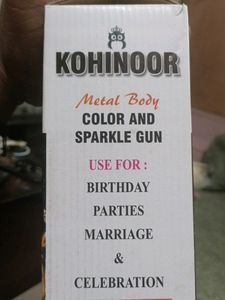 KOHINOOR
Metal Body
COLOR AND
SPARKLE GUN
USE FOR :
BIRTHDAY
PARTIES
MARRIAGE
&
CELEBRATION